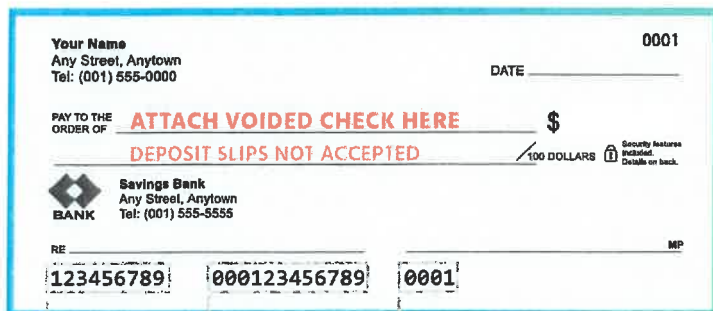 Your Name 0001
Any Street, Anytown
Tel: (001) 555-0000 DATE
PAY TO THE
ORDER OF ATTACH VOIDED CHECK HERE $
DEPOSIT SLIPS NOT ACCEPTED /100 DOLLARS
Security features
included.
Details on back.
Savings Bank
Any Street, Anytown
BANK Tel: (001) 555-5555
RE MP
123456789 000123456789 0001